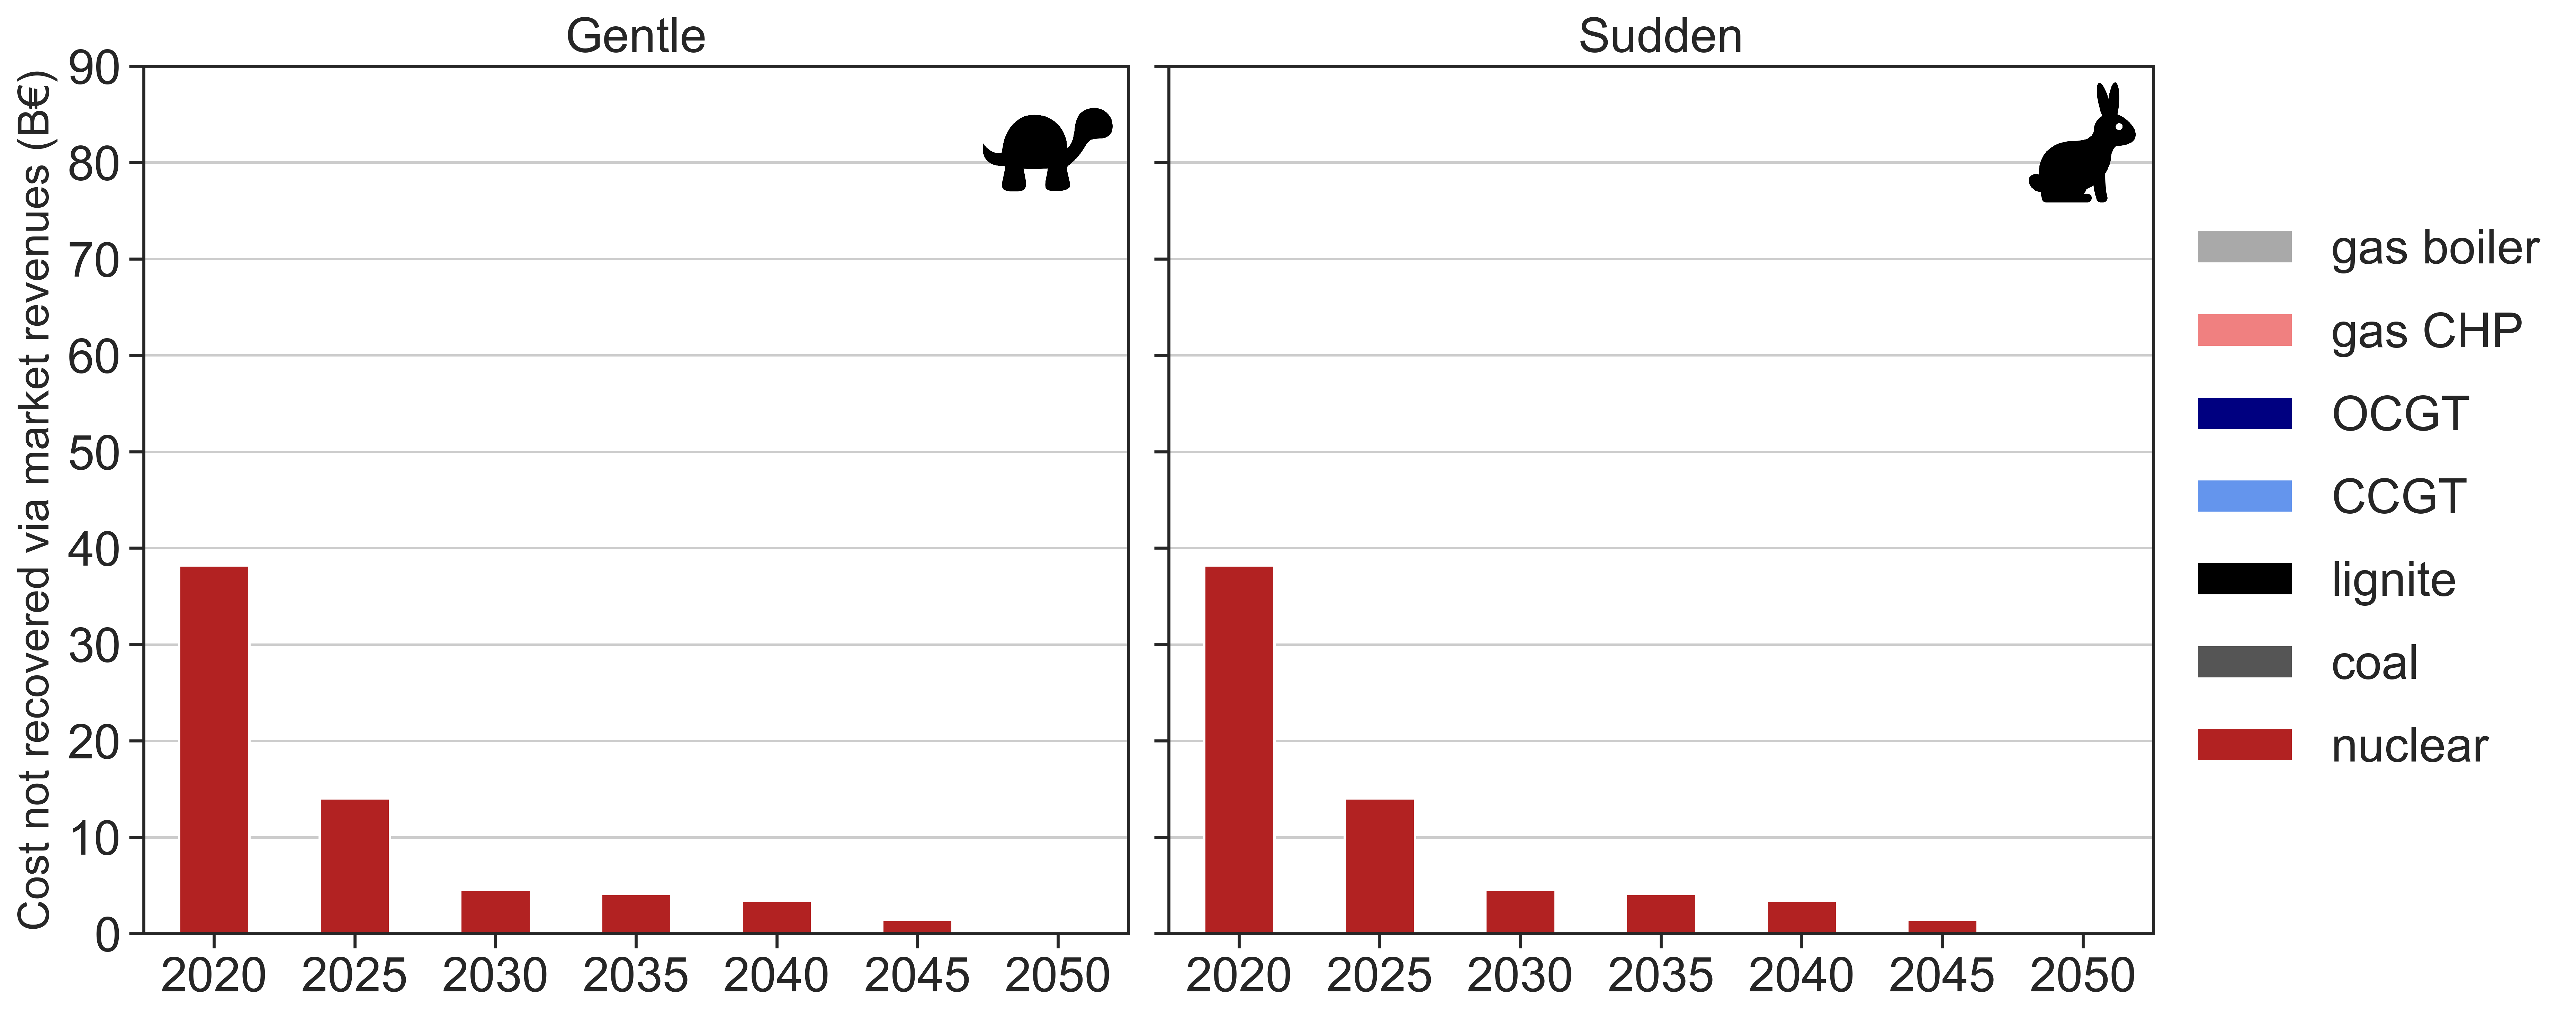 Gentle
Sudden
Cost not recovered via market revenues (B€)
90
80
70
60
50
40
30
20
10
0
2020 2025 2030 2035 2040 2045 2050
2020 2025 2030 2035 2040 2045 2050
gas boiler
gas CHP
OCGT
CCGT
lignite
coal
nuclear